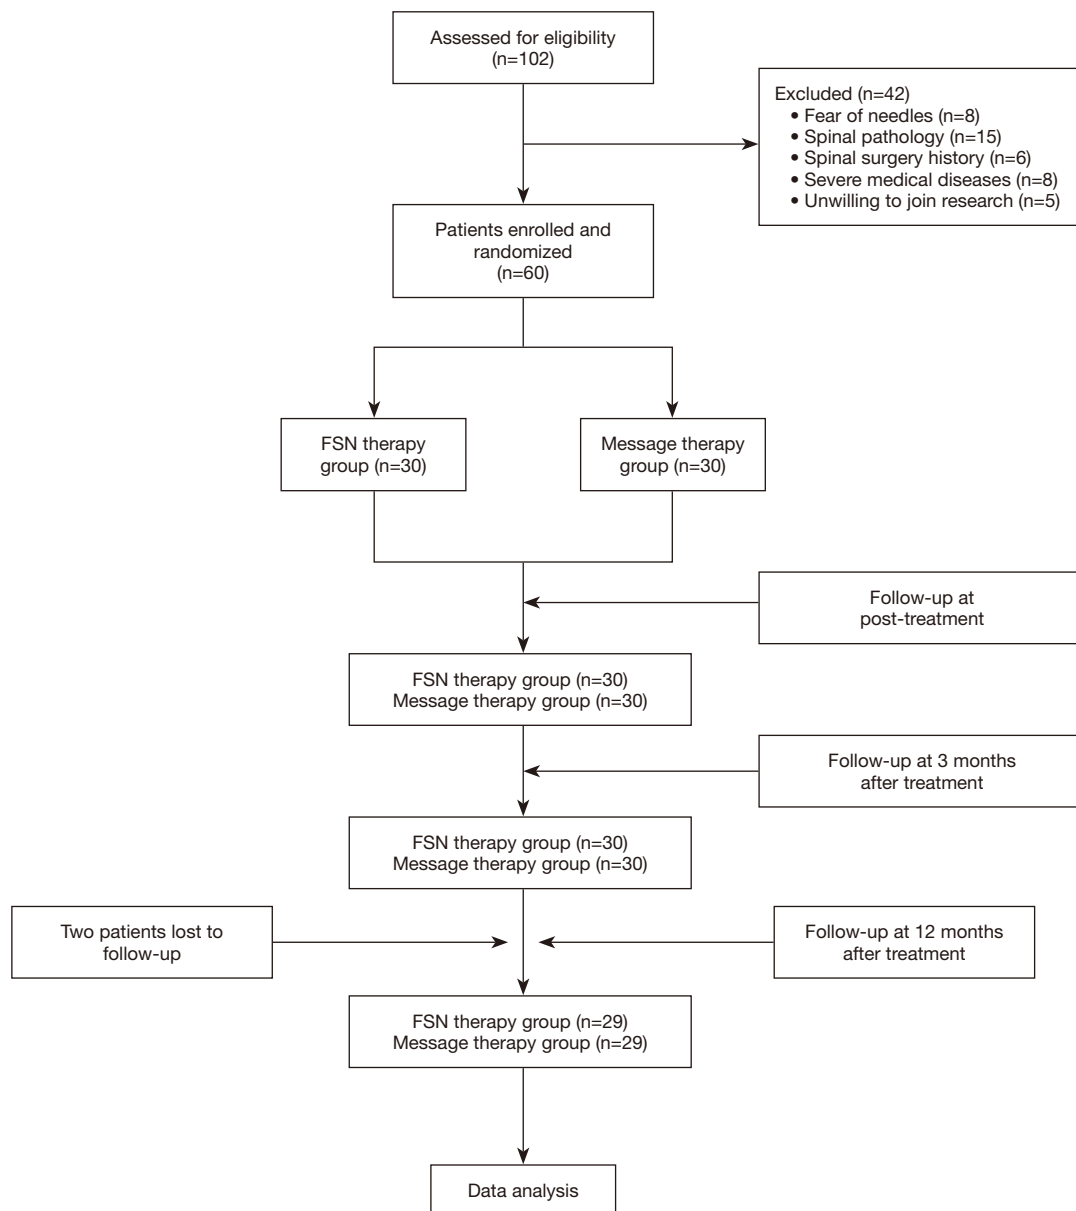 Assessed for eligibility
(n=102)
Excluded (n=42)
• Fear of needles (n=8)
• Spinal pathology (n=15)
• Spinal surgery history (n=6)
• Severe medical diseases (n=8)
• Unwilling to join research (n=5)
Patients enrolled and
randomized
(n=60)
FSN therapy
group (n=30)
Message therapy
group (n=30)
Follow-up at
post-treatment
FSN therapy group (n=30)
Message therapy group (n=30)
Follow-up at 3 months
after treatment
FSN therapy group (n=30)
Message therapy group (n=30)
Two patients lost to
follow-up
Follow-up at 12 months
after treatment
FSN therapy group (n=29)
Message therapy group (n=29)
Data analysis